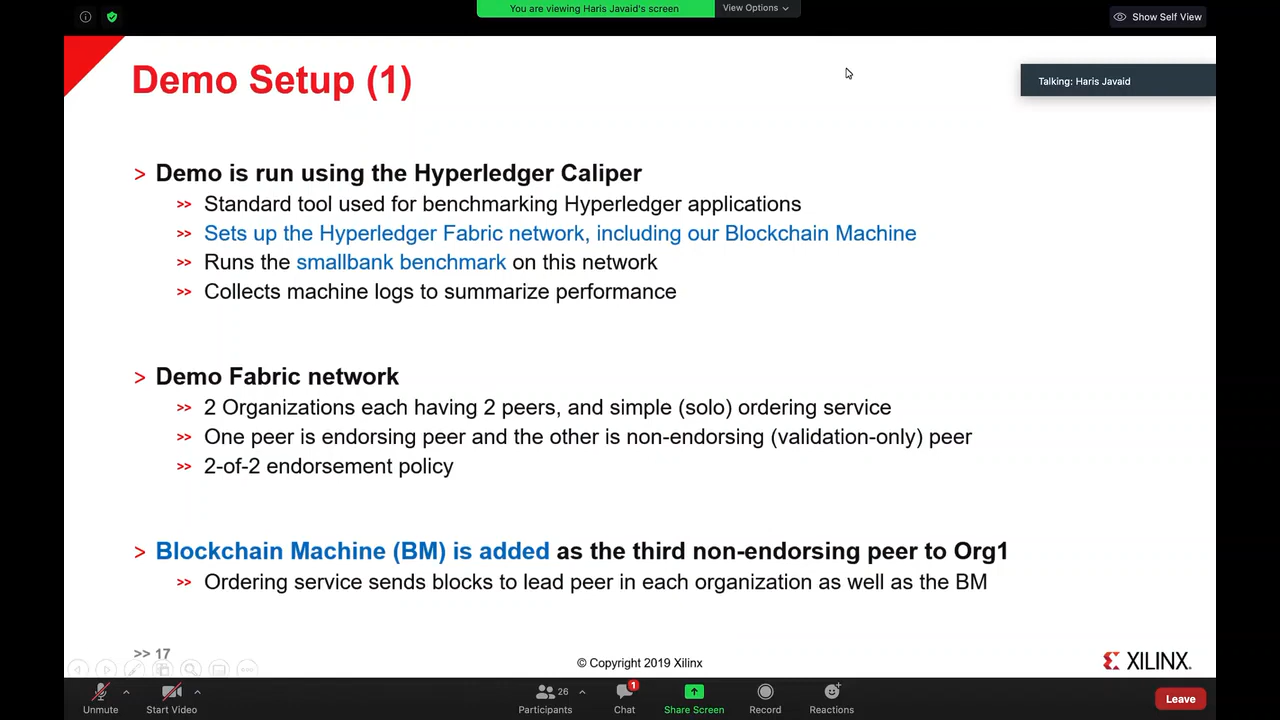 You are viewing Haris Javaid's screen
View Options
Show Self View
Demo Setup (1)
Talking: Haris Javaid
> Demo is run using the Hyperledger Caliper
>> Standard tool used for benchmarking Hyperledger applications
>> Sets up the Hyperledger Fabric network, including our Blockchain Machine
>> Runs the smallbank benchmark on this network
>> Collects machine logs to summarize performance
> Demo Fabric network
>> 2 Organizations each having 2 peers, and simple (solo) ordering service
>> One peer is endorsing peer and the other is non-endorsing (validation-only) peer
>> 2-of-2 endorsement policy
> Blockchain Machine (BM) is added as the third non-endorsing peer to Org1
>> Ordering service sends blocks to lead peer in each organization as well as the BM
>> 17
© Copyright 2019 Xilinx
XILINX.
26
1
Unmute
Start Video
Participants
Chat
Share Screen
Record
Reactions
Leave